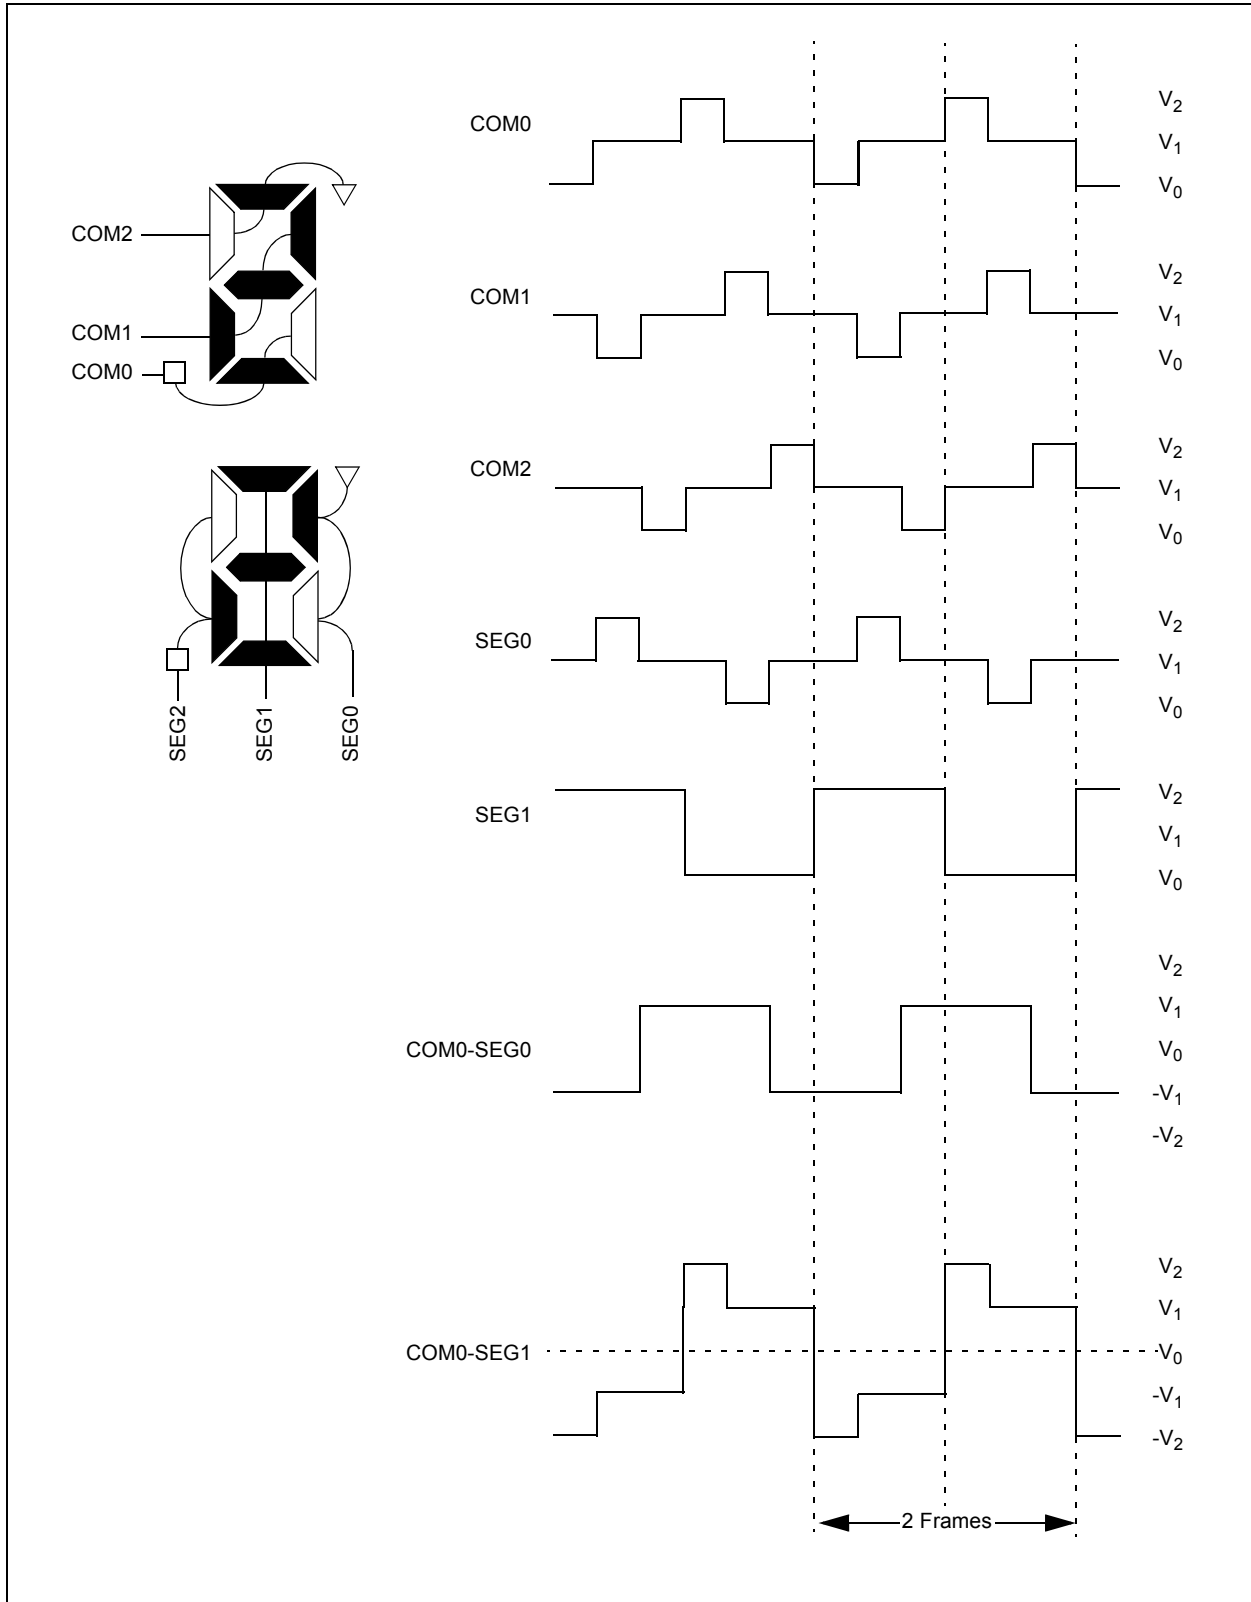 COM2
COM1
COM0
SEG2
SEG1
SEG0
COM0
V2
V1
V0
COM1
V2
V1
V0
COM2
V2
V1
V0
SEG0
V2
V1
V0
SEG1
V2
V1
V0
COM0-SEG0
V2
V1
V0
-V1
-V2
COM0-SEG1
V2
V1
V0
-V1
-V2
2 Frames